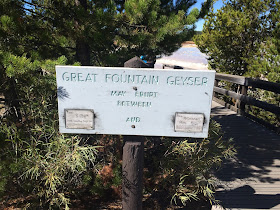 GREAT FOUNTAIN GEYSER
MAY ERUPT
BETWEEN
AND